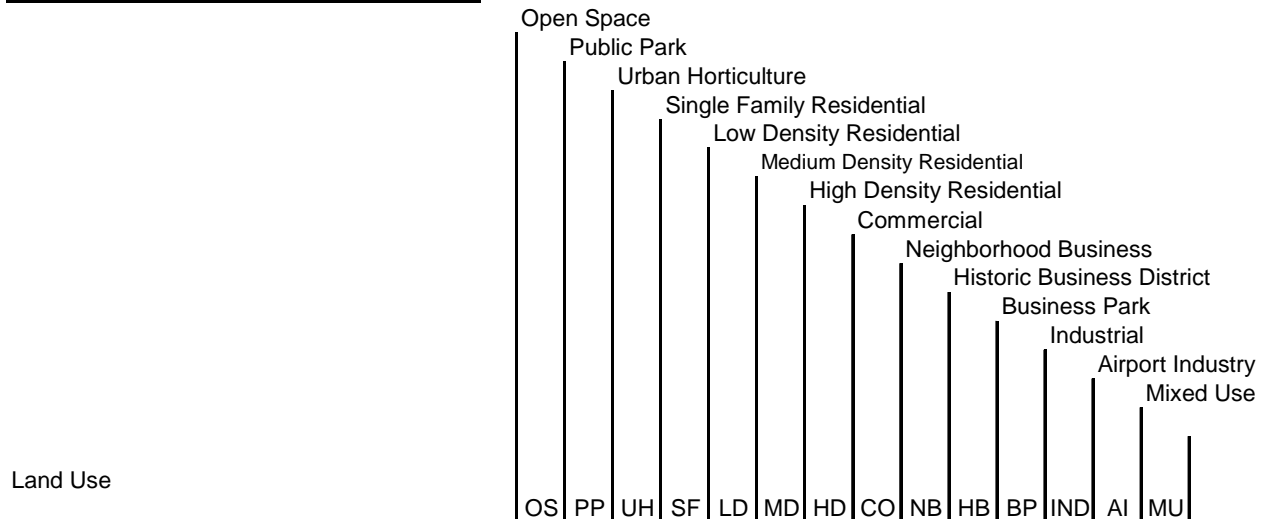 Open Space
Public Park
Urban Horticulture
Single Family Residential
Low Density Residential
Medium Density Residential
High Density Residential
Commercial
Neighborhood Business
Historic Business District
Business Park
Industrial
Airport Industry
Mixed Use
Land Use
OS PP UH SF LD MD HD CO NB HB BP IND AI MU